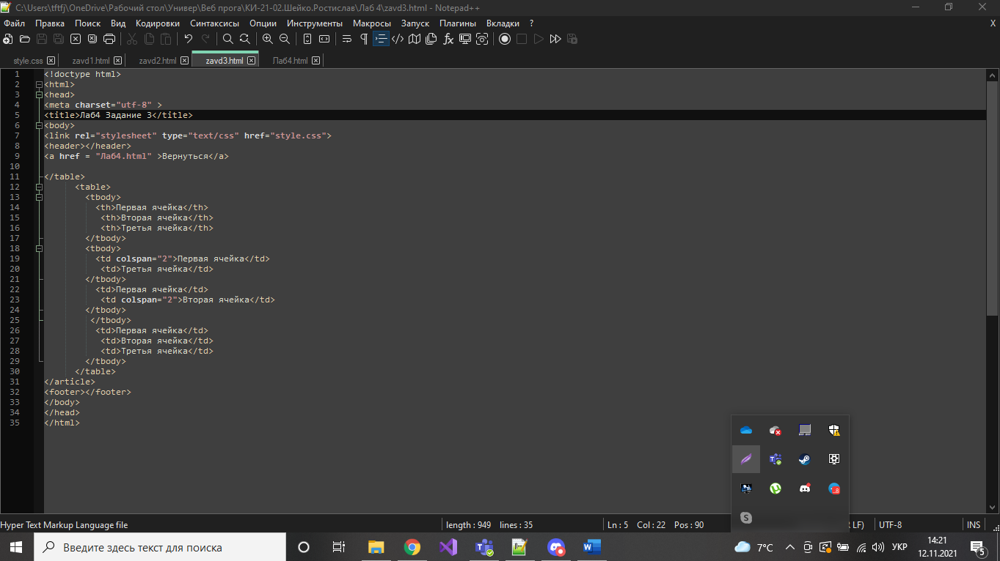 C:\Users\tftfj\OneDrive\Рабочий стол\Универ\Веб прога\КИ-21-02.Шейко.Ростислав\Лаб 4\zavd3.html - Notepad++
Файл Правка Поиск Вид Кодировки Синтаксисы Опции Инструменты Макросы Запуск Плагины Вкладки ? X
style.css zavd1.html zavd2.html zavd3.html Лаб4.html
1 <!doctype html>
2 <html>
3 <head>
4 <meta charset="utf-8" >
5 <title>Лаб4 Задание 3</title>
6 <body>
7 <link rel="stylesheet" type="text/css" href="style.css">
8 <header></header>
9 <a href = "Лаб4.html" >Вернуться</a>
10
11 </table>
12 <table>
13 <tbody>
14 <th>Первая ячейка</th>
15 <th>Вторая ячейка</th>
16 <th>Третья ячейка</th>
17 </tbody>
18 <tbody>
19 <td colspan="2">Первая ячейка</td>
20 <td>Третья ячейка</td>
21 </tbody>
22 <td>Первая ячейка</td>
23 <td colspan="2">Вторая ячейка</td>
24 </tbody>
25 </tbody>
26 <td>Первая ячейка</td>
27 <td>Вторая ячейка</td>
28 <td>Третья ячейка</td>
29 </tbody>
30 </table>
31 </article>
32 <footer></footer>
33 </body>
34 </head>
35 </html>
Hyper Text Markup Language file length : 949 lines : 35 Ln : 5 Col : 22 Pos : 90 LF) UTF-8 INS
Введите здесь текст для поиска 7°C УКР 14:21
12.11.2021 5